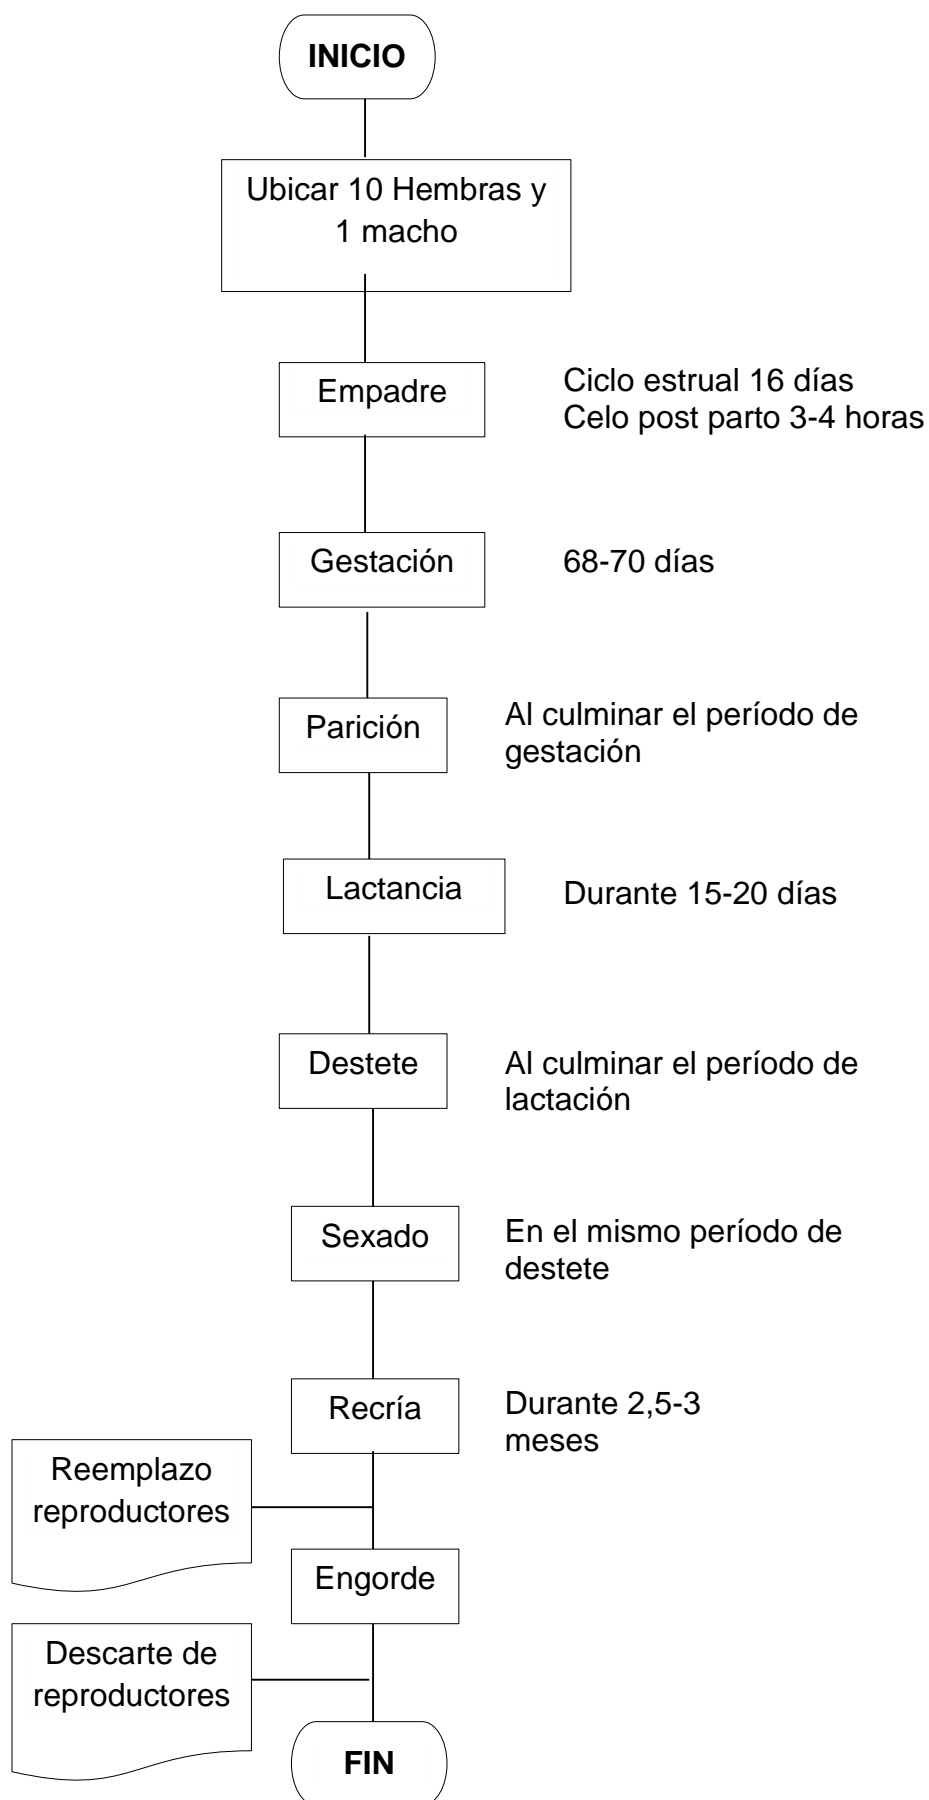 INICIO
Ubicar 10 Hembras y
1 macho
Empadre
Ciclo estrual 16 días
Celo post parto 3-4 horas
Gestación
68-70 días
Parición
Al culminar el período de
gestación
Lactancia
Durante 15-20 días
Destete
Al culminar el período de
lactación
Sexado
En el mismo período de
destete
Recría
Durante 2,5-3
meses
Reemplazo
reproductores
Engorde
Descarte de
reproductores
FIN